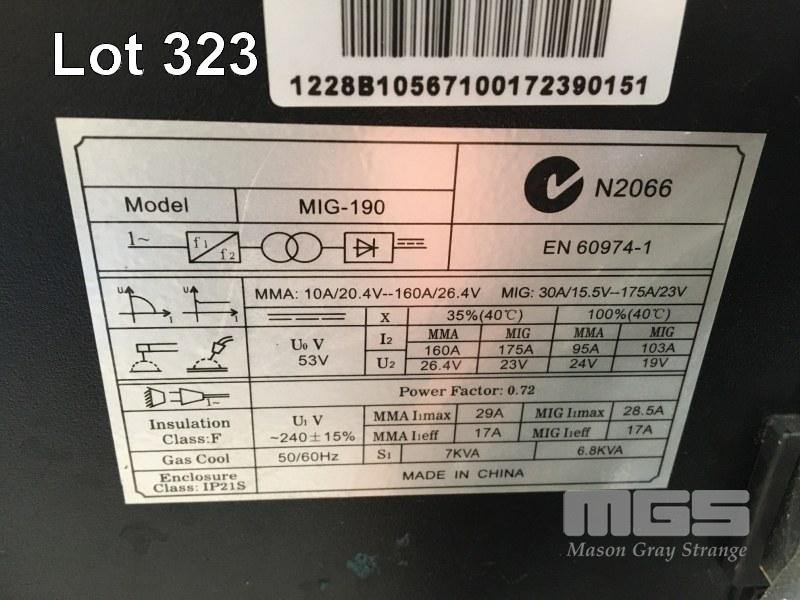 Lot 323
1228B10567100172390151
Model MIG-190
N2066
1~ f1 f2
EN 60974-1
U I U I
MMA: 10A/20.4V--160A/26.4V MIG: 30A/15.5V--175A/23V
X 35%(40℃) 100%(40℃)
U0 V 53V
I2 MMA MIG MMA MIG
160A 175A 95A 103A
U2 26.4V 23V 24V 19V
1~
Power Factor: 0.72
Insulation Class:F
U1 V ~240±15% 50/60Hz
MMA I1max 29A MIG I1max 28.5A
MMA I1eff 17A MIG I1eff 17A
Gas Cool
S1 7KVA 6.8KVA
Enclosure Class: IP21S
MADE IN CHINA
MGS
Mason Gray Strange